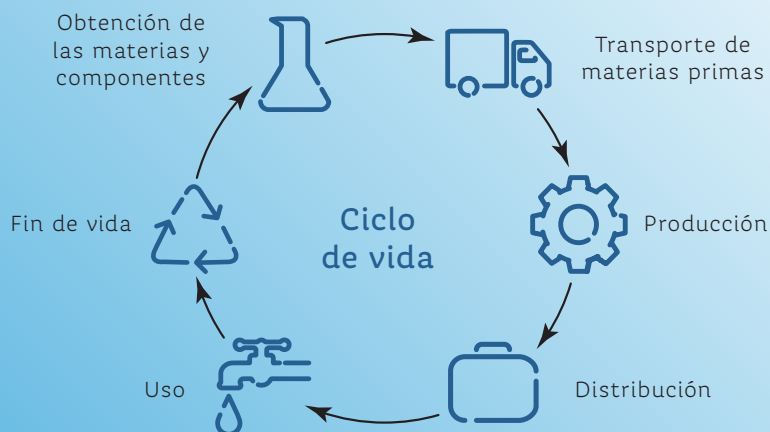 Obtención de
las materias y
componentes
Transporte de
materias primas
Fin de vida
Ciclo
de vida
Producción
Uso
Distribución